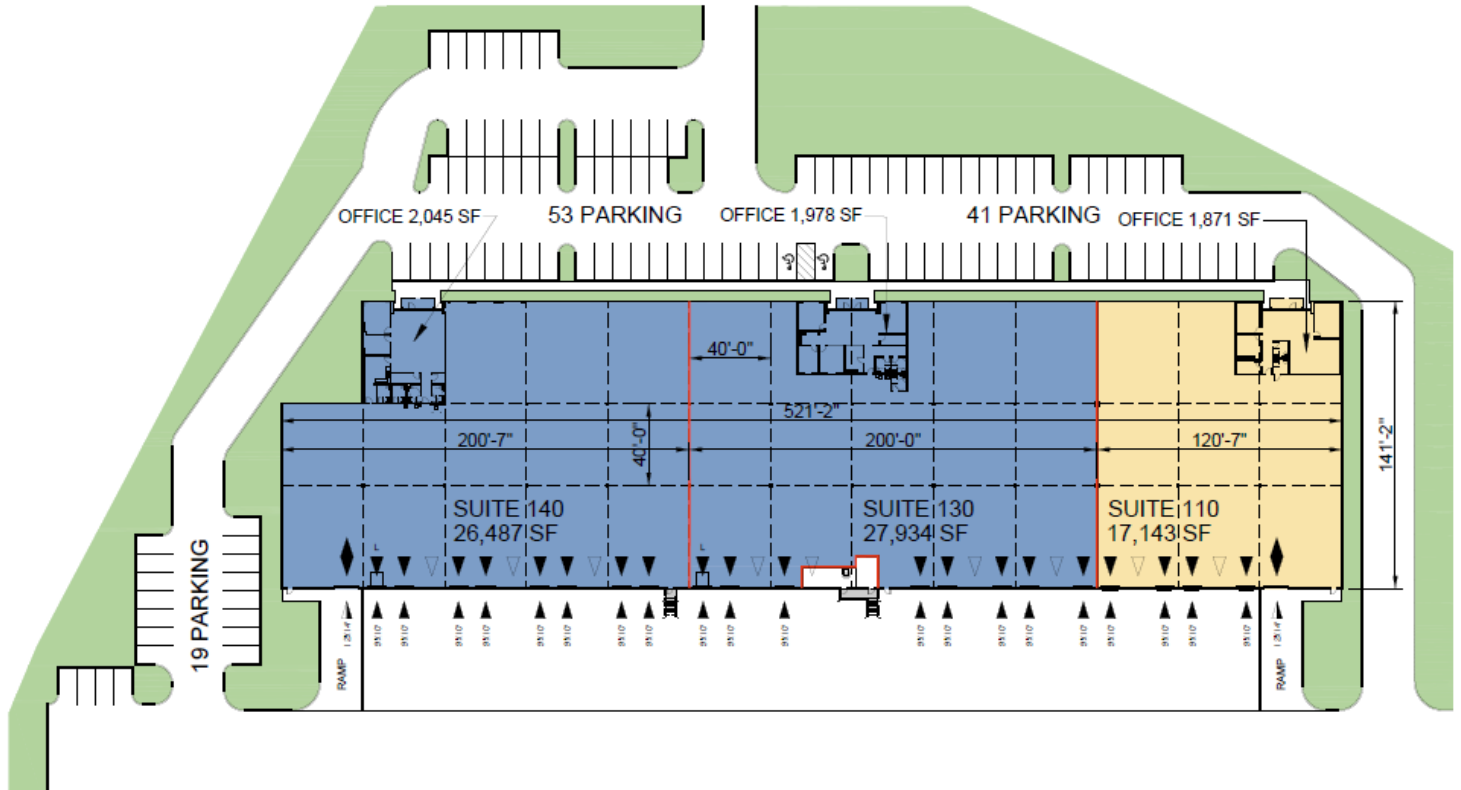 OFFICE 2,045 SF
53 PARKING
OFFICE 1,978 SF
41 PARKING
OFFICE 1,871 SF
40'-0"
521'-2"
200'-7"
40'-0"
200'-0"
120'-7"
141'-2"
SUITE 140
26,487 SF
SUITE 130
27,934 SF
SUITE 110
17,143 SF
L
L
19 PARKING
RAMP
RAMP